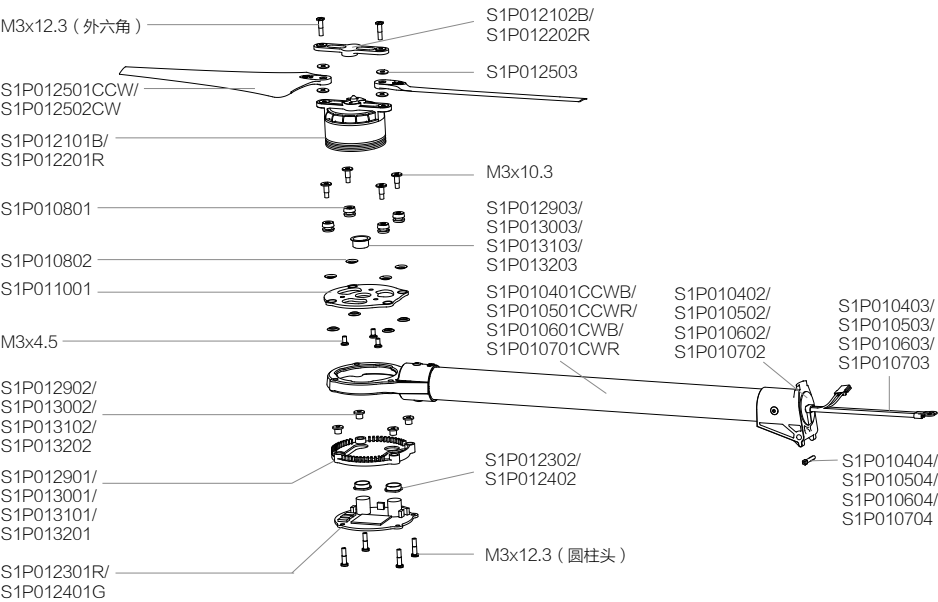 M3x12.3（外六角）
S1P012501CCW/
S1P012502CW
S1P012101B/
S1P012201R
S1P010801
S1P010802
S1P011001
M3x4.5
S1P012902/
S1P013002/
S1P013102/
S1P013202
S1P012901/
S1P013001/
S1P013101/
S1P013201
S1P012301R/
S1P012401G
S1P012102B/
S1P012202R
S1P012503
M3x10.3
S1P012903/
S1P013003/
S1P013103/
S1P013203
S1P010401CCWB/
S1P010501CCWR/
S1P010601CWB/
S1P010701CWR
S1P012302/
S1P012402
M3x12.3（圆柱头）
S1P010402/
S1P010502/
S1P010602/
S1P010702
S1P010403/
S1P010503/
S1P010603/
S1P010703
S1P010404/
S1P010504/
S1P010604/
S1P010704